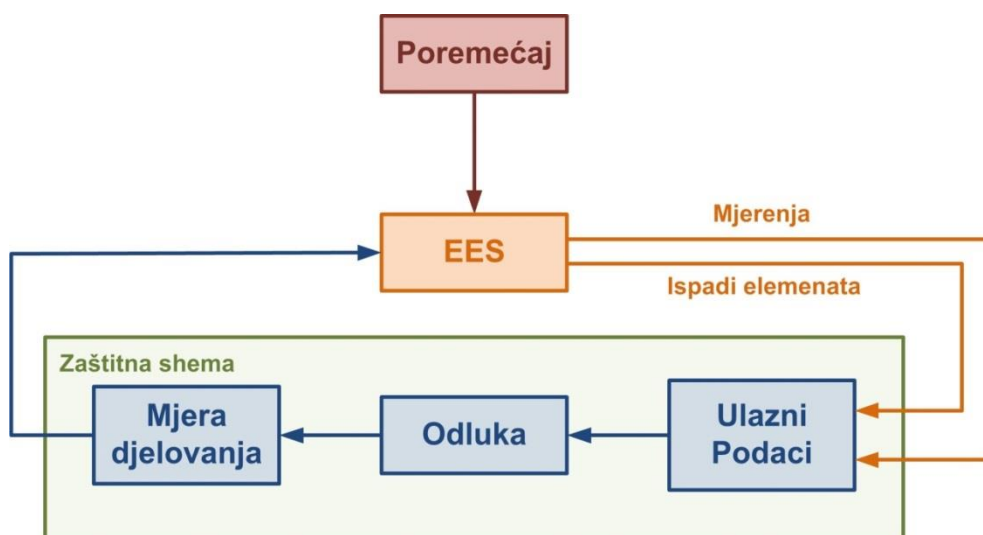 Poremećaj
Mjerenja
EES
Ispadi elemenata
Zaštitna shema
Mjera
djelovanja
Odluka
Ulazni
Podaci